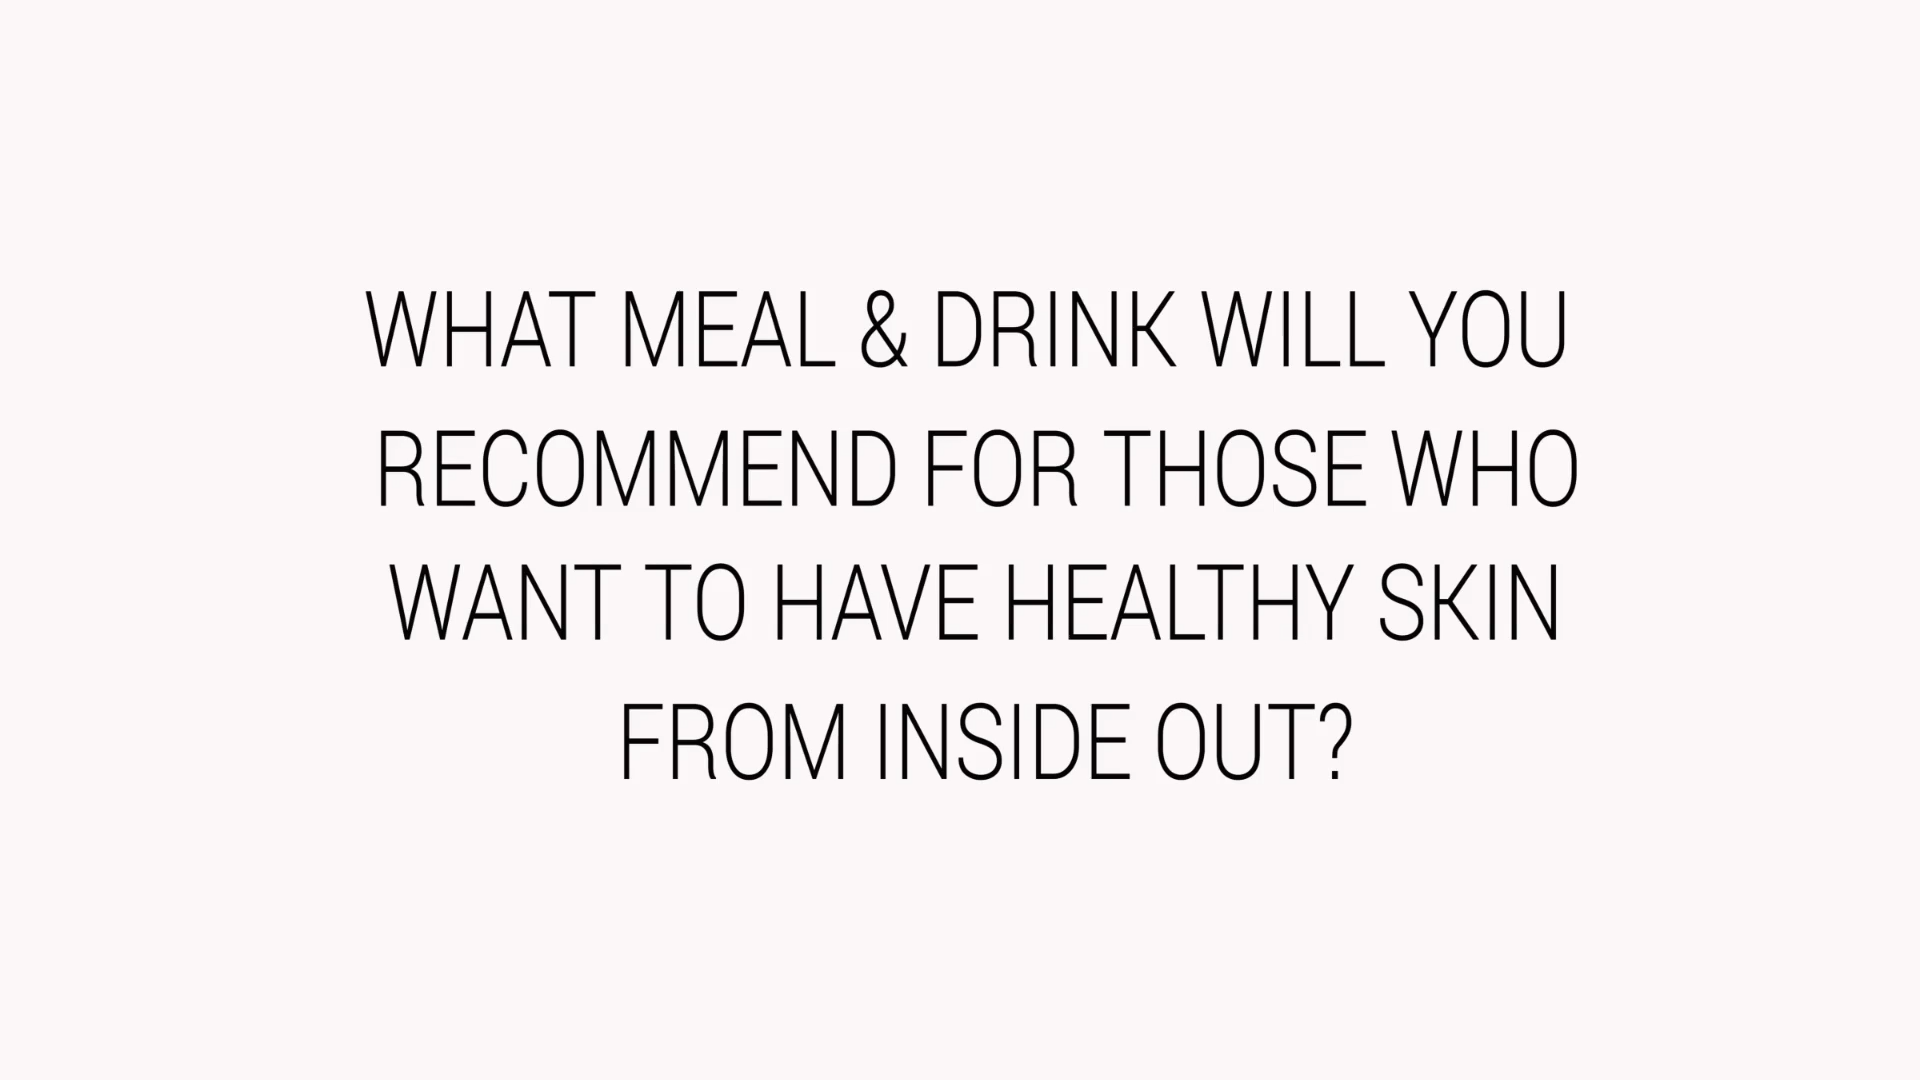 WHAT MEAL & DRINK WILL YOU
RECOMMEND FOR THOSE WHO
WANT TO HAVE HEALTHY SKIN
FROM INSIDE OUT?